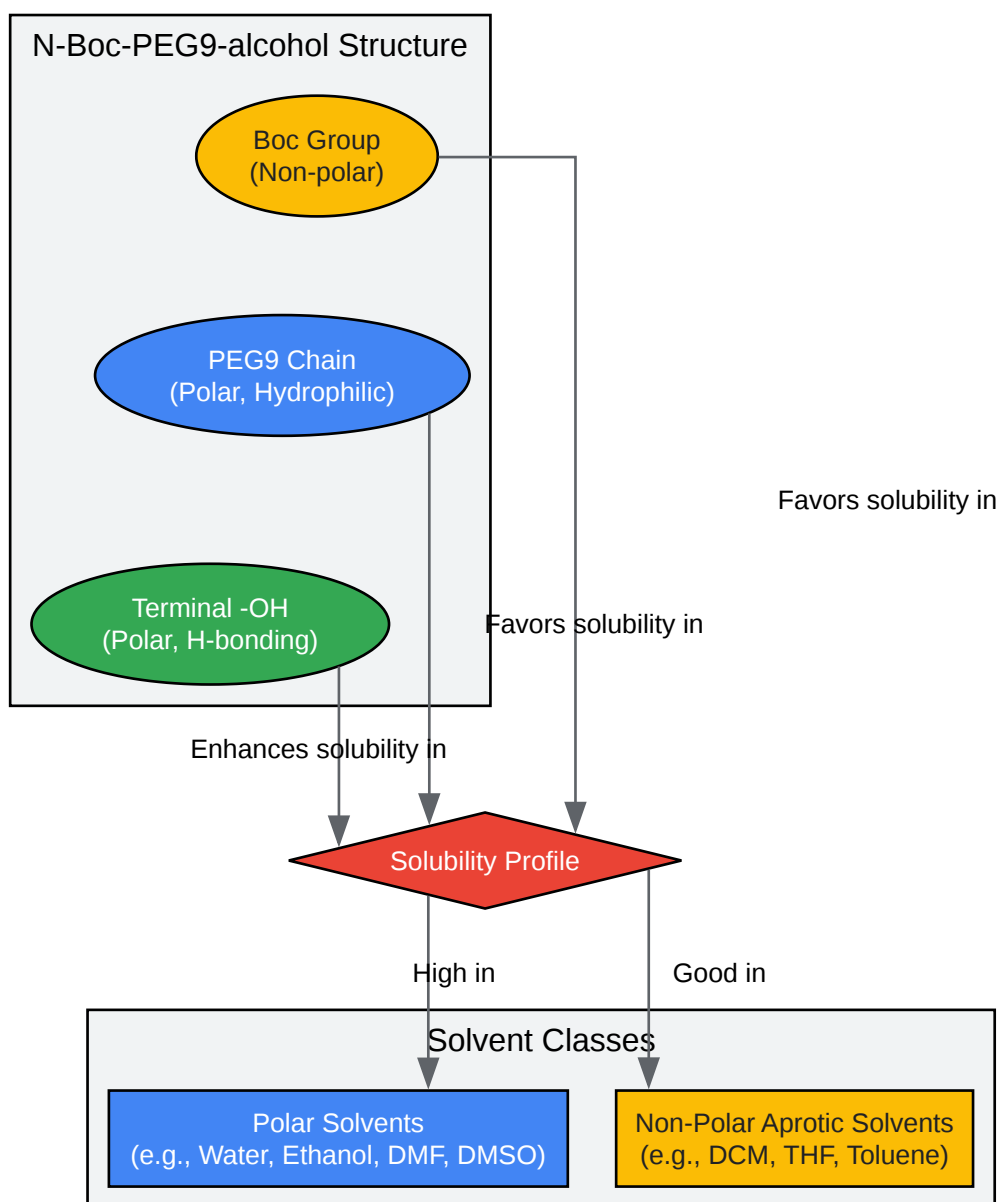 N-Boc-PEG9-alcohol Structure
Boc Group
(Non-polar)
PEG9 Chain
(Polar, Hydrophilic)
Favors solubility in
Terminal -OH
(Polar, H-bonding)
Favors solubility in
Enhances solubility in
Solubility Profile
High in
Good in
Solvent Classes
Polar Solvents
(e.g., Water, Ethanol, DMF, DMSO)
Non-Polar Aprotic Solvents
(e.g., DCM, THF, Toluene)